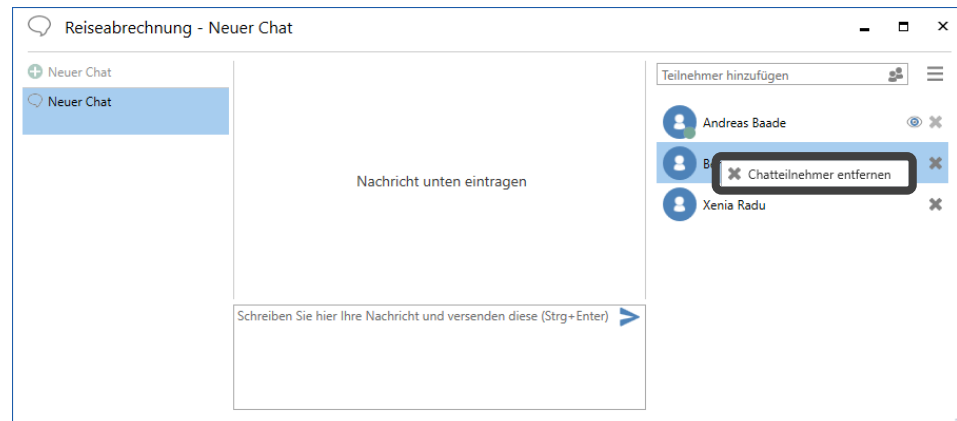 Reiseabrechnung - Neuer Chat
Neuer Chat
Neuer Chat
Nachricht unten eintragen
Schreiben Sie hier Ihre Nachricht und versenden diese (Strg+Enter)
Teilnehmer hinzufügen
Andreas Baade
Chatteilnehmer entfernen
Xenia Radu